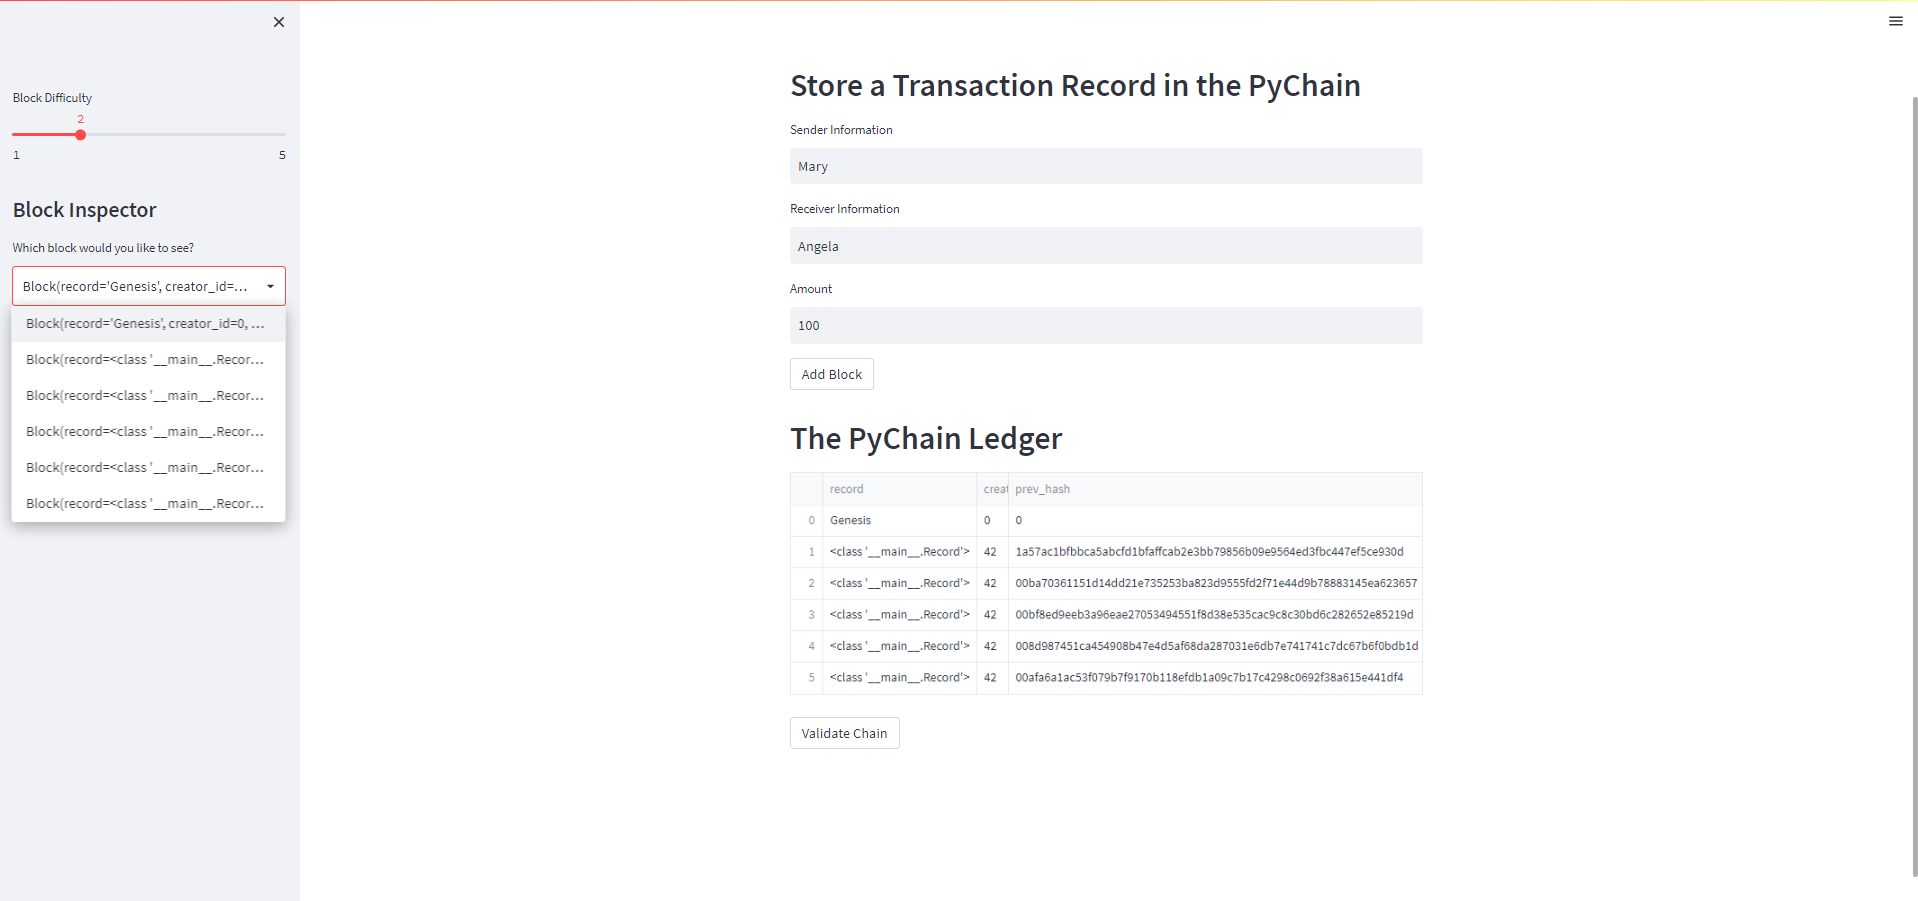 Block Difficulty
2
1 5
Block Inspector
Which block would you like to see?
Block(record='Genesis', creator_id=...
Block(record='Genesis', creator_id=0, ...
Block(record=<class '__main__.Recor...
Block(record=<class '__main__.Recor...
Block(record=<class '__main__.Recor...
Block(record=<class '__main__.Recor...
Block(record=<class '__main__.Recor...
Store a Transaction Record in the PyChain
Sender Information
Mary
Receiver Information
Angela
Amount
100
Add Block
The PyChain Ledger
record creat prev_hash
0 Genesis 0 0
1 <class '__main__.Record'> 42 1a57ac1bfbbca5abcfd1bfaffcab2e3bb79856b09e9564ed3fbc447ef5ce930d
2 <class '__main__.Record'> 42 00ba70361151d14dd21e735253ba823d9555fd2f71e44d9b78883145ea623657
3 <class '__main__.Record'> 42 00bf8ed9eeb3a96eae27053494551f8d38e535cac9c8c30bd6c282652e85219d
4 <class '__main__.Record'> 42 008d987451ca454908b47e4d5af68da287031e6db7e741741c7dc67b6f0bdb1d
5 <class '__main__.Record'> 42 00afa6a1ac53f079b7f9170b118efdb1a09c7b17c4298c0692f38a615e441df4
Validate Chain